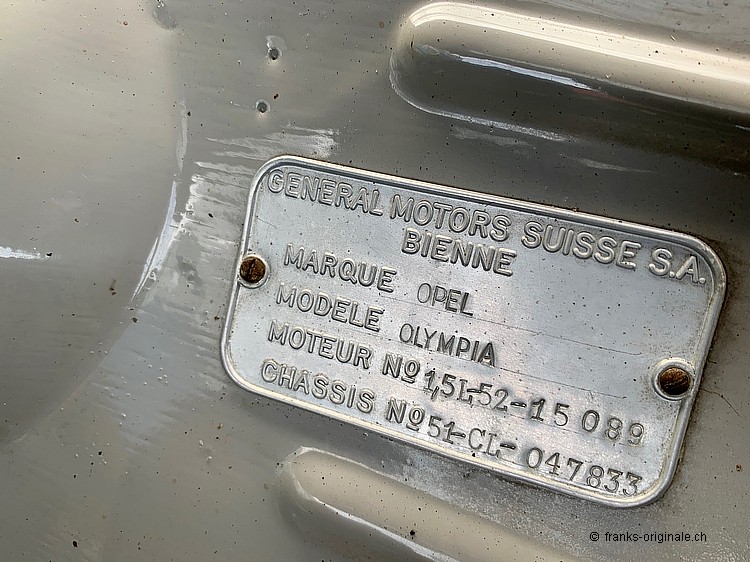 GENERAL MOTORS SUISSE S.A.
BIENNE
MARQUE OPEL
MODELE OLYMPIA
MOTEUR Nº 1,5L-52-15 089
CHASSIS Nº 51-CL-047833
© franks-originale.ch